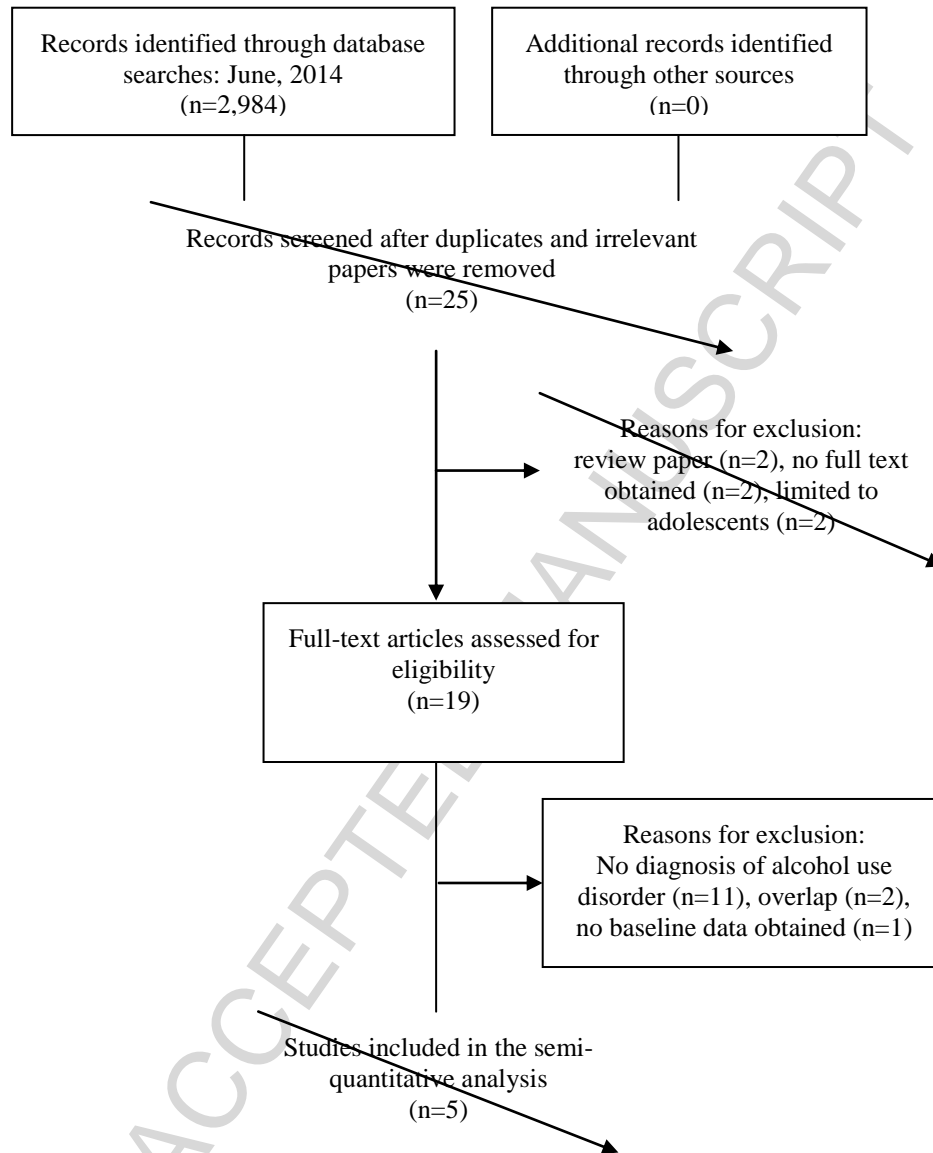 Records identified through database
searches: June, 2014
(n=2,984)
Additional records identified
through other sources
(n=0)
Records screened after duplicates and irrelevant
papers were removed
(n=25)
Reasons for exclusion:
review paper (n=2), no full text
obtained (n=2), limited to
adolescents (n=2)
Full-text articles assessed for
eligibility
(n=19)
Reasons for exclusion:
No diagnosis of alcohol use
disorder (n=11), overlap (n=2),
no baseline data obtained (n=1)
Studies included in the semi-
quantitative analysis
(n=5)
ACCEPTED MANUSCRIPT